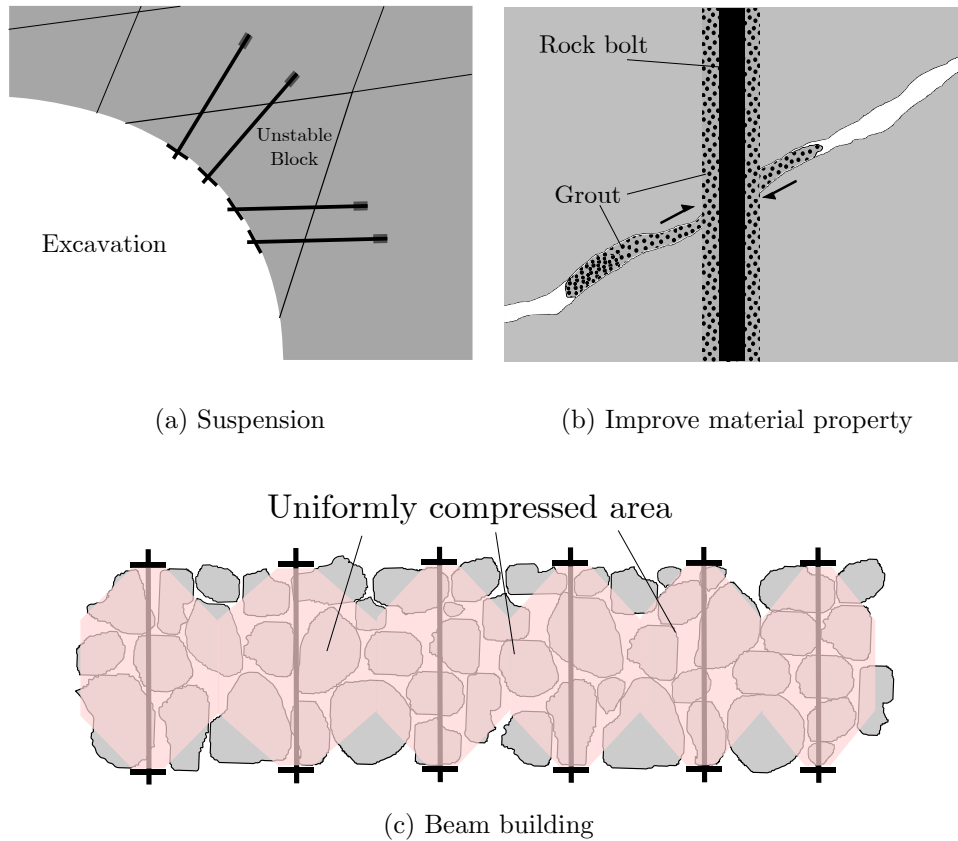 Unstable
Block
Excavation
Rock bolt
Grout
(a) Suspension
(b) Improve material property
Uniformly compressed area
(c) Beam building